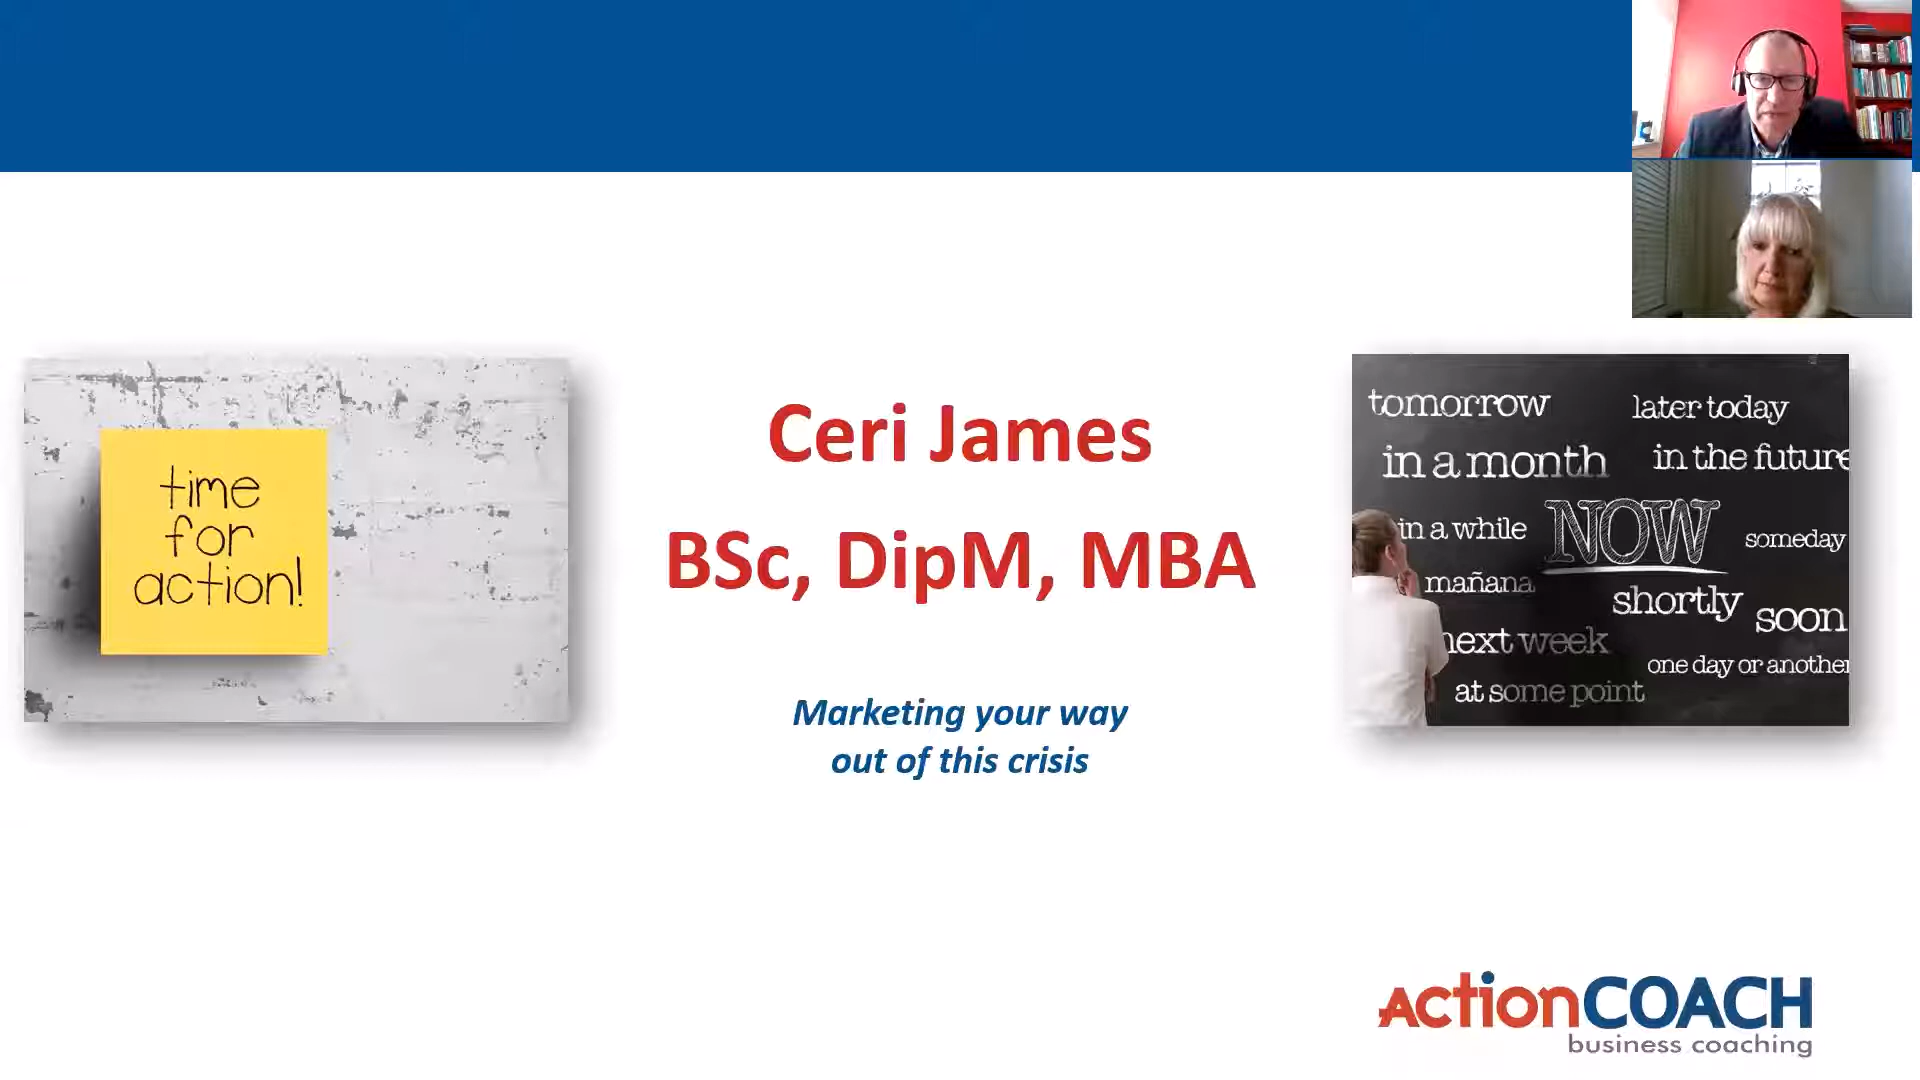 time
for
action!
Ceri James
BSc, DipM, MBA
Marketing your way
out of this crisis
tomorrow
later today
in a month
in the future
in a while
NOW
someday
mañana
shortly
soon
next week
one day or another
at some point
actionCOACH
business coaching